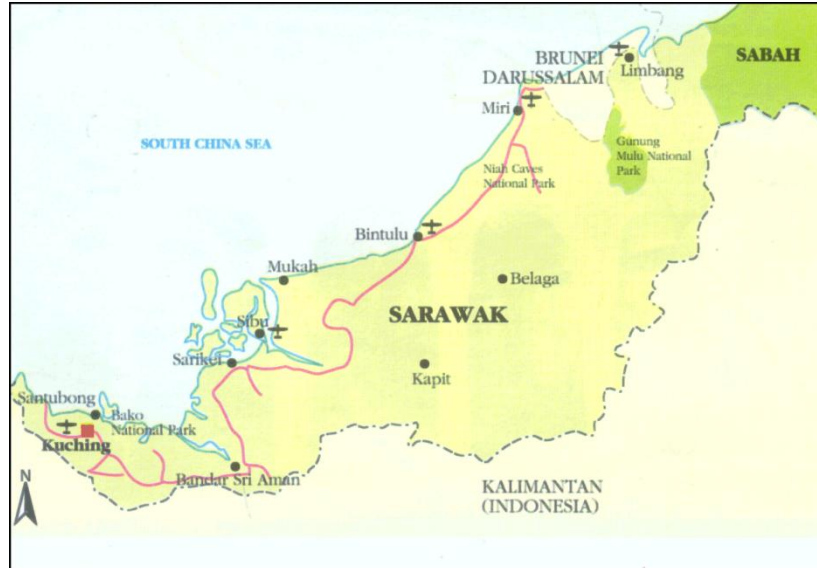 BRUNEI
DARUSSALAM
Limbang
SABAH
Miri
SOUTH CHINA SEA
Gunung
Mulu National
Park
Niah Caves
National Park
Bintulu
Mukah
Belaga
SARAWAK
Sibu
Sarikei
Kapit
Santubong
Bako
National Park
Kuching
Bandar Sri Aman
N
KALIMANTAN
(INDONESIA)